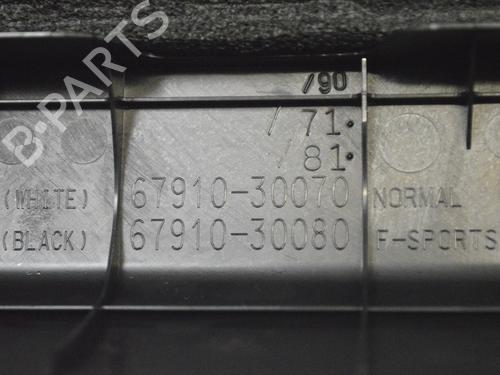 /90
/71•
/81•
(WHITE) 67910-30070 NORMAL
(BLACK) 67910-30080 F-SPORTS
B-PARTS